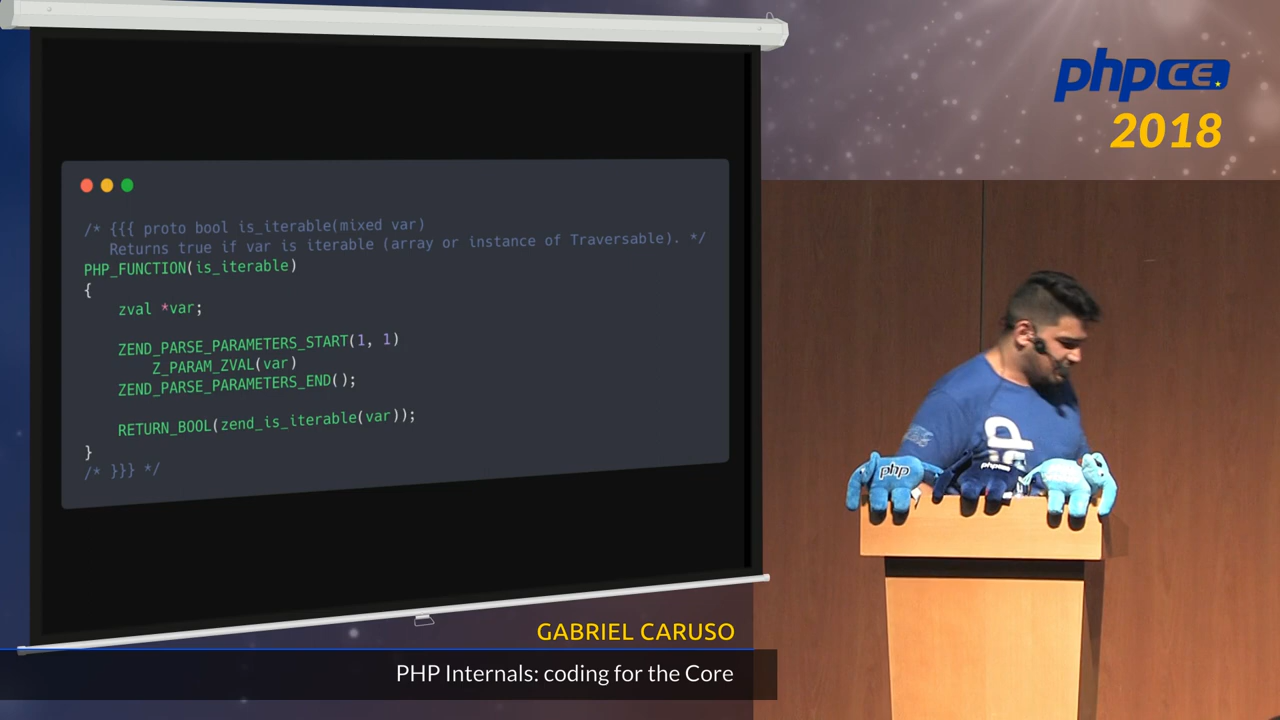 /* {{{ proto bool is_iterable(mixed var)
Returns true if var is iterable (array or instance of Traversable). */
PHP_FUNCTION(is_iterable)
{
zval *var;
ZEND_PARSE_PARAMETERS_START(1, 1)
Z_PARAM_ZVAL(var)
ZEND_PARSE_PARAMETERS_END();
RETURN_BOOL(zend_is_iterable(var));
}
/* }}} */
phpCE
2018
php
GABRIEL CARUSO
PHP Internals: coding for the Core